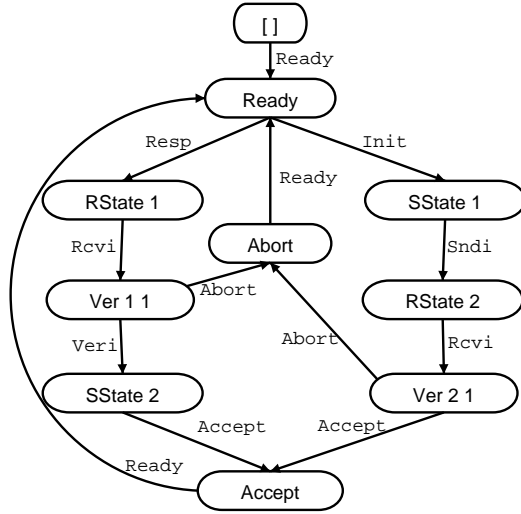 [ ]
Ready
Ready
Resp
Init
Ready
RState 1
SState 1
Rcvi
Abort
Sndi
Ver 1 1
Abort
RState 2
Veri
Abort
Rcvi
SState 2
Ver 2 1
Accept
Accept
Ready
Accept